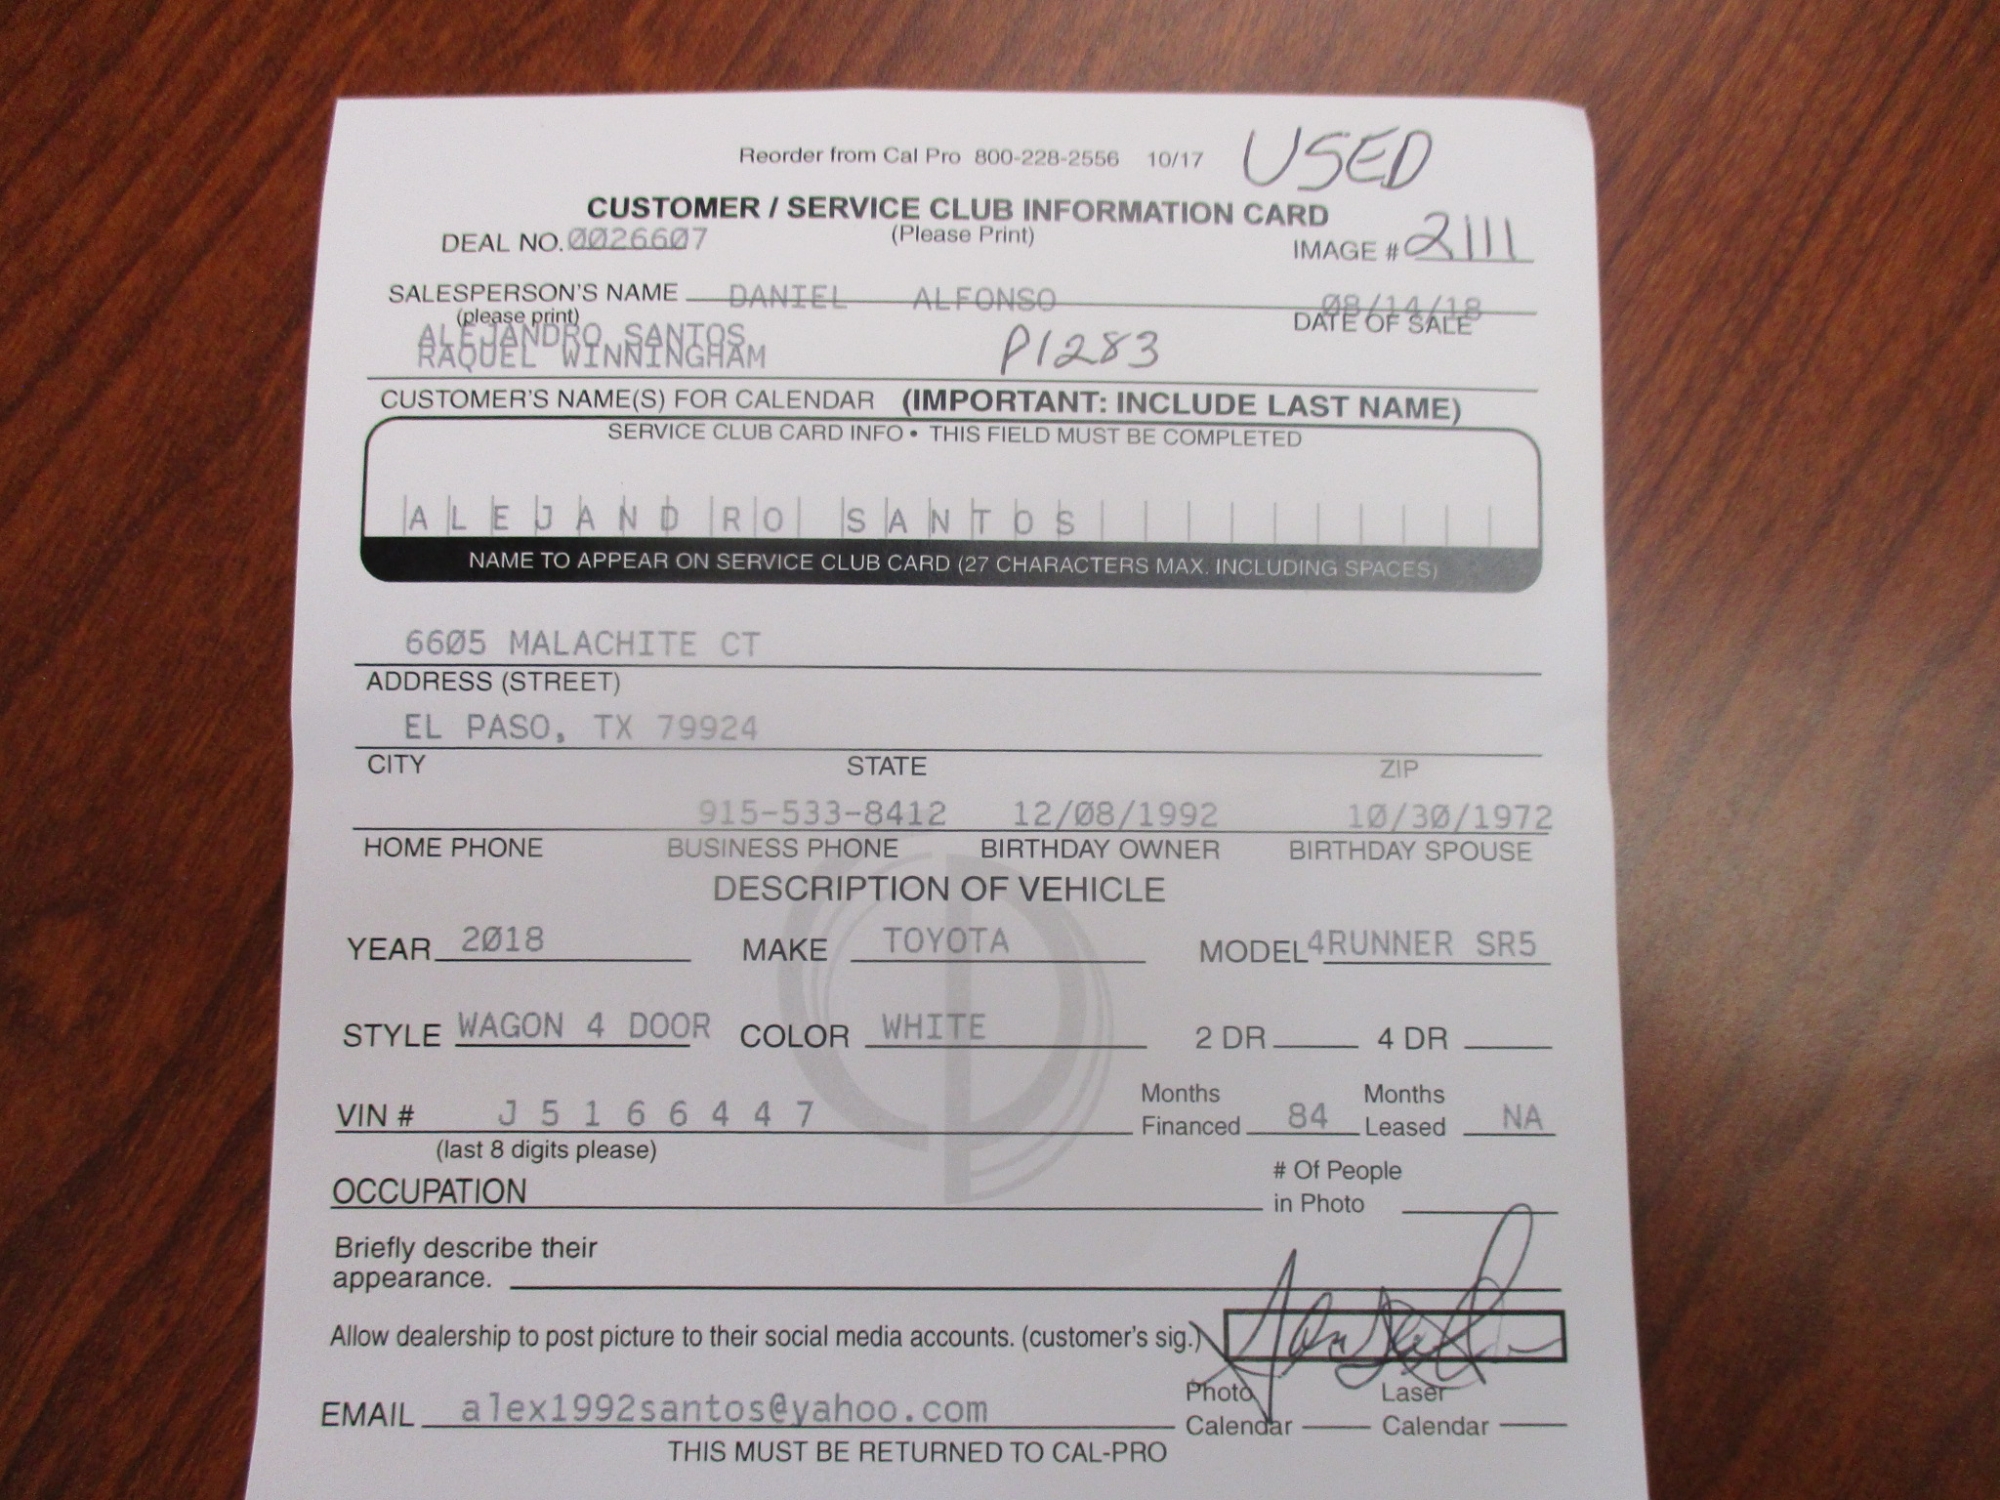 Reorder from Cal Pro 800-228-2556 10/17 USED
CUSTOMER / SERVICE CLUB INFORMATION CARD
DEAL NO. 0026607 (Please Print) IMAGE # 2111
SALESPERSON'S NAME DANIEL ALFONSO 08/14/18
(please print) DATE OF SALE
ALEJANDRO SANTOS
RAQUEL WINNINGHAM P1283
CUSTOMER'S NAME(S) FOR CALENDAR (IMPORTANT: INCLUDE LAST NAME)
SERVICE CLUB CARD INFO • THIS FIELD MUST BE COMPLETED
ALEJANDRO SANTOS
NAME TO APPEAR ON SERVICE CLUB CARD (27 CHARACTERS MAX. INCLUDING SPACES)
6605 MALACHITE CT
ADDRESS (STREET)
EL PASO, TX 79924
CITY STATE ZIP
915-533-8412 12/08/1992 10/30/1972
HOME PHONE BUSINESS PHONE BIRTHDAY OWNER BIRTHDAY SPOUSE
DESCRIPTION OF VEHICLE
YEAR 2018 MAKE TOYOTA MODEL 4RUNNER SR5
STYLE WAGON 4 DOOR COLOR WHITE 2 DR 4 DR
Months Months
VIN # J5166447 Financed 84 Leased NA
(last 8 digits please)
# Of People
OCCUPATION in Photo
Briefly describe their
appearance.
Allow dealership to post picture to their social media accounts. (customer's sig.)
Photo Laser
EMAIL alex1992santos@yahoo.com Calendar Calendar
THIS MUST BE RETURNED TO CAL-PRO